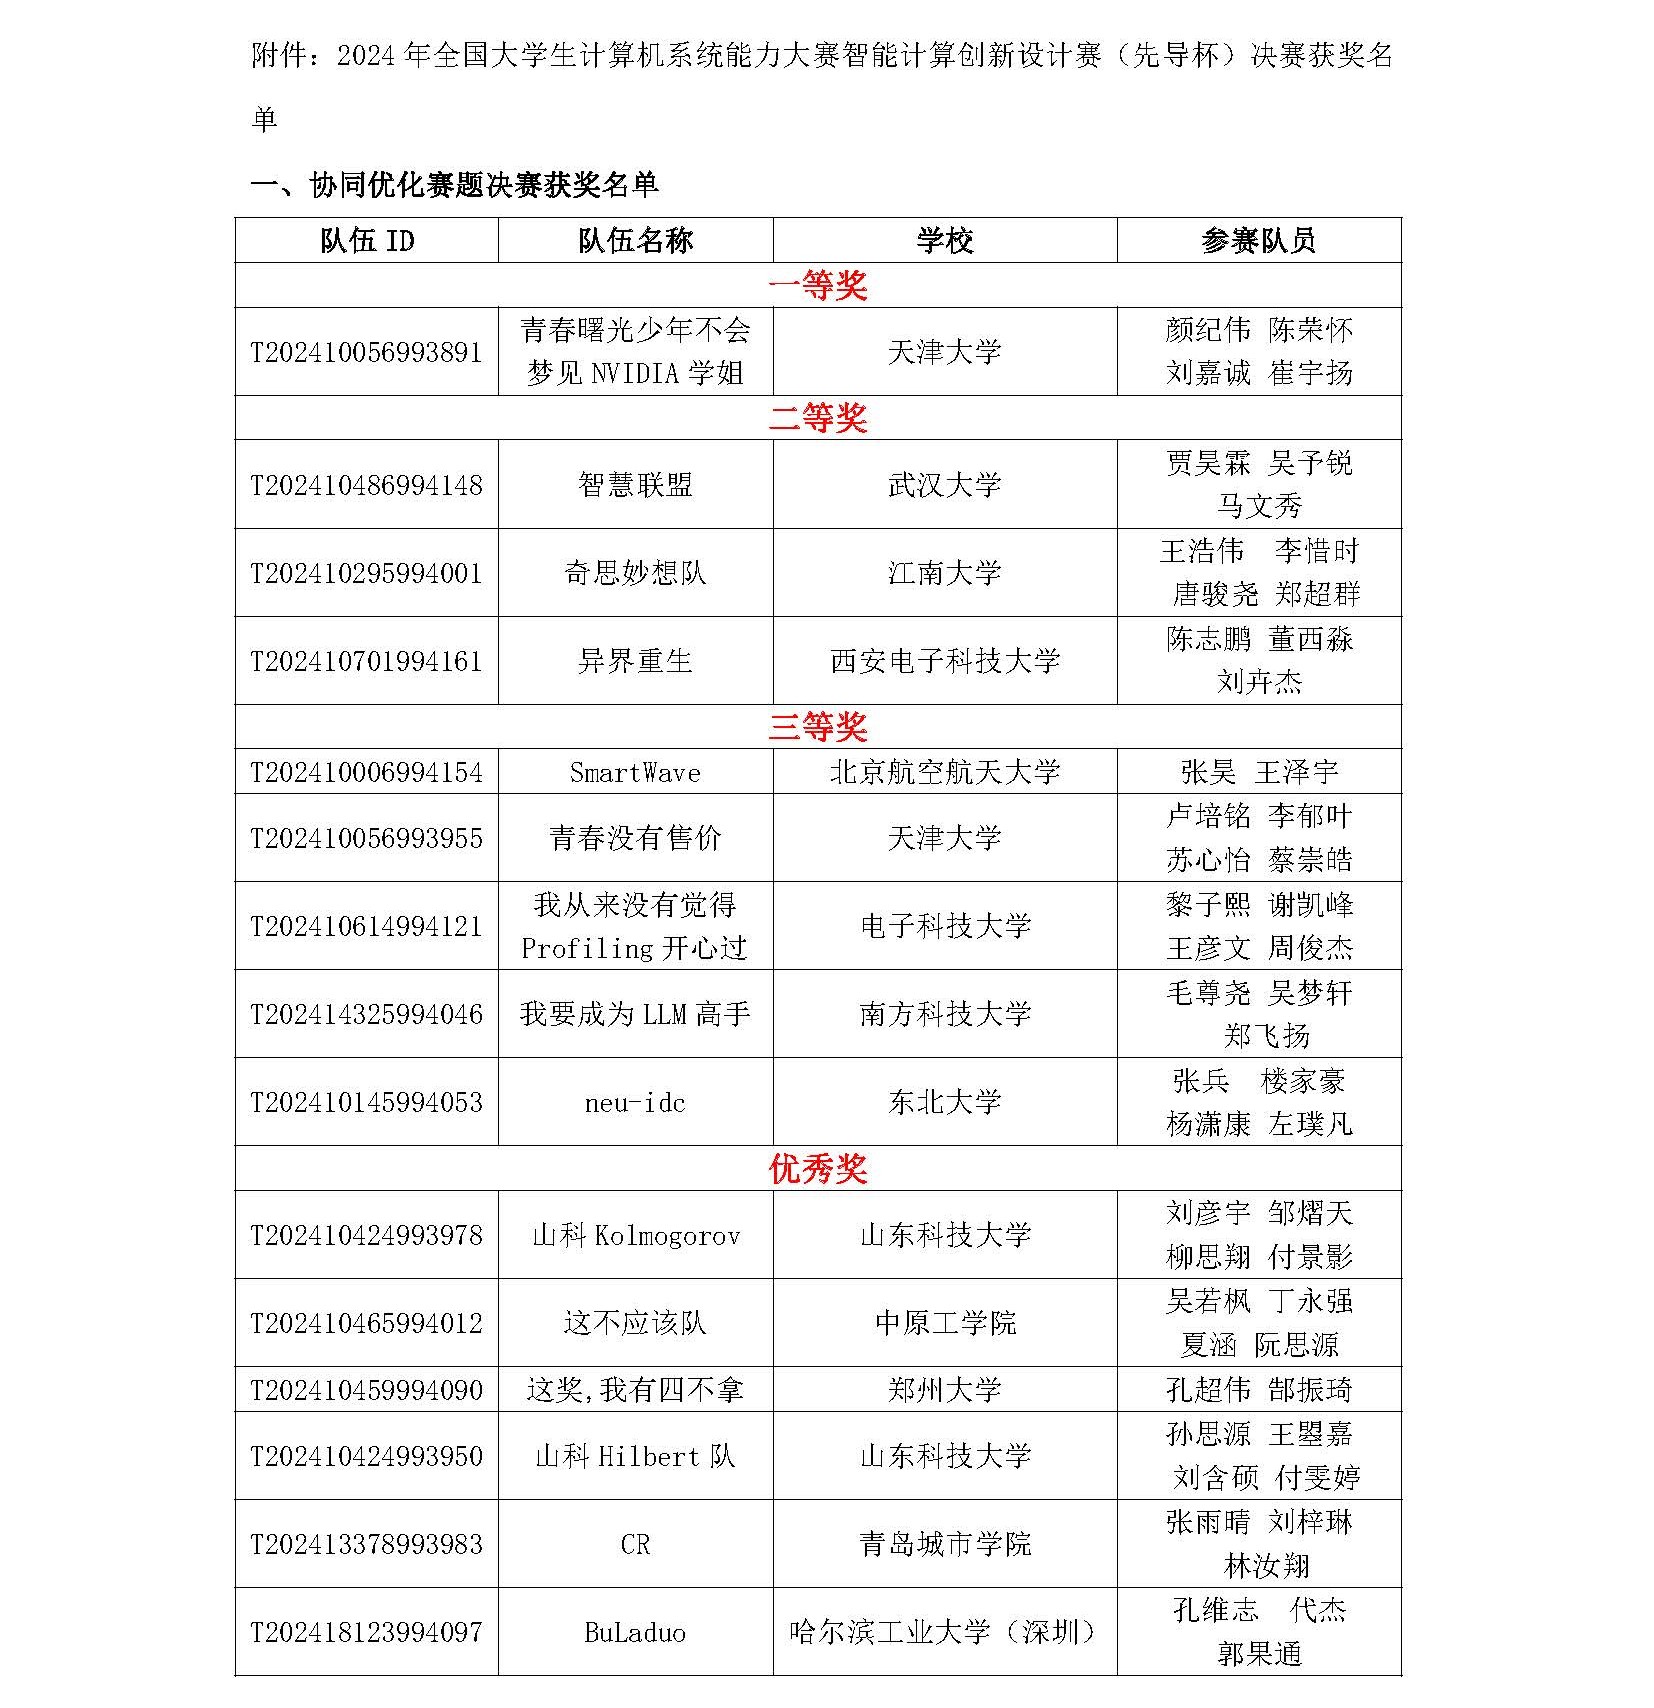 附件：2024 年全国大学生计算机系统能力大赛智能计算创新设计赛（先导杯）决赛获奖名
单
一、协同优化赛题决赛获奖名单
队伍 ID 队伍名称 学校 参赛队员
一等奖
T202410056993891 青春曙光少年不会梦见 NVIDIA 学姐 天津大学 颜纪伟 陈荣怀 刘嘉诚 崔宇扬
二等奖
T202410486994148 智慧联盟 武汉大学 贾昊霖 吴予锐 马文秀
T202410295994001 奇思妙想队 江南大学 王浩伟 李惜时 唐骏尧 郑超群
T202410701994161 异界重生 西安电子科技大学 陈志鹏 董西淼 刘卉杰
三等奖
T202410006994154 SmartWave 北京航空航天大学 张昊 王泽宇
T202410056993955 青春没有售价 天津大学 卢培铭 李郁叶 苏心怡 蔡崇皓
T202410614994121 我从来没有觉得 Profiling 开心过 电子科技大学 黎子熙 谢凯峰 王彦文 周俊杰
T202414325994046 我要成为 LLM 高手 南方科技大学 毛尊尧 吴梦轩 郑飞扬
T202410145994053 neu-idc 东北大学 张兵 楼家豪 杨潇康 左璞凡
优秀奖
T202410424993978 山科 Kolmogorov 山东科技大学 刘彦宇 邹熠天 柳思翔 付景影
T202410465994012 这不应该队 中原工学院 吴若枫 丁永强 夏涵 阮思源
T202410459994090 这奖,我有四不拿 郑州大学 孔超伟 郜振琦
T202410424993950 山科 Hilbert 队 山东科技大学 孙思源 王曌嘉 刘含硕 付雯婷
T202413378993983 CR 青岛城市学院 张雨晴 刘梓琳 林汝翔
T202418123994097 BuLaduo 哈尔滨工业大学（深圳） 孔维志 代杰 郭果通